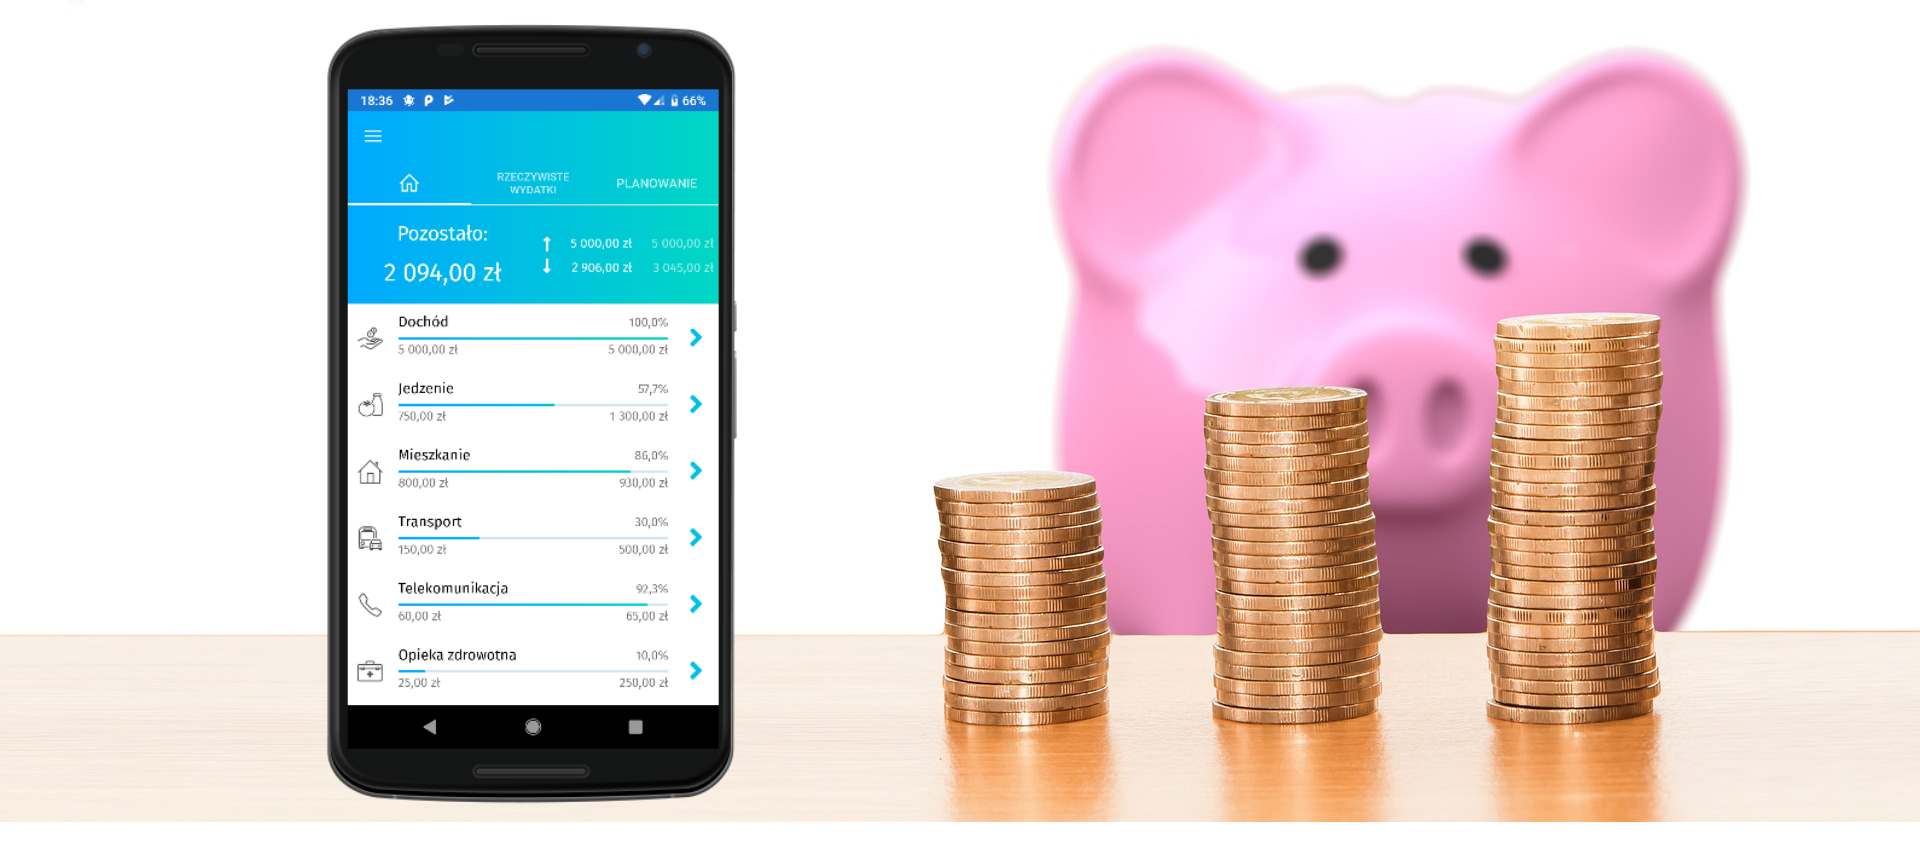 18:36
66%
RZECZYWISTE
WYDATKI
PLANOWANIE
Pozostało:
2 094,00 zł
5 000,00 zł 5 000,00 zł
2 906,00 zł 3 045,00 zł
Dochód 100,0%
5 000,00 zł 5 000,00 zł
Jedzenie 57,7%
750,00 zł 1 300,00 zł
Mieszkanie 86,0%
800,00 zł 930,00 zł
Transport 30,0%
150,00 zł 500,00 zł
Telekomunikacja 92,3%
60,00 zł 65,00 zł
Opieka zdrowotna 10,0%
25,00 zł 250,00 zł